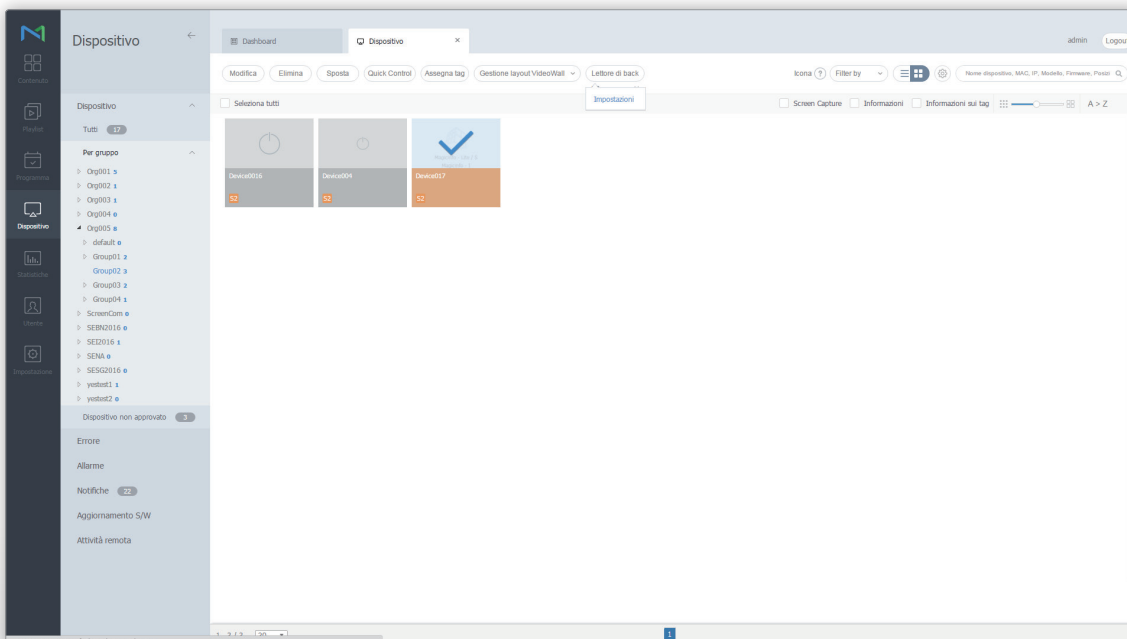 Dispositivo
Dashboard
Dispositivo
admin
Logout
Contenuto
Playlist
Programma
Dispositivo
Statistiche
Utente
Impostazione
Modifica
Elimina
Sposta
Quick Control
Assegna tag
Gestione layout VideoWall
Lettore di back
Impostazioni
Icona ?
Filter by
Nome dispositivo, MAC, IP, Modello, Firmware, Posizi
Seleziona tutti
Screen Capture
Informazioni
Informazioni sui tag
A > Z
Dispositivo
Tutti 17
Per gruppo
Org001 5
Org002 1
Org003 1
Org004 0
Org005 8
default 0
Group01 2
Group02 3
Group03 2
Group04 1
ScreenCom 0
SEBN2016 0
SEI2016 1
SENA 0
SESG2016 0
yestest1 1
yestest2 0
Dispositivo non approvato 3
Errore
Allarme
Notifiche 22
Aggiornamento S/W
Attività remota
Device0016
S2
Device004
S2
Device017
S2
1